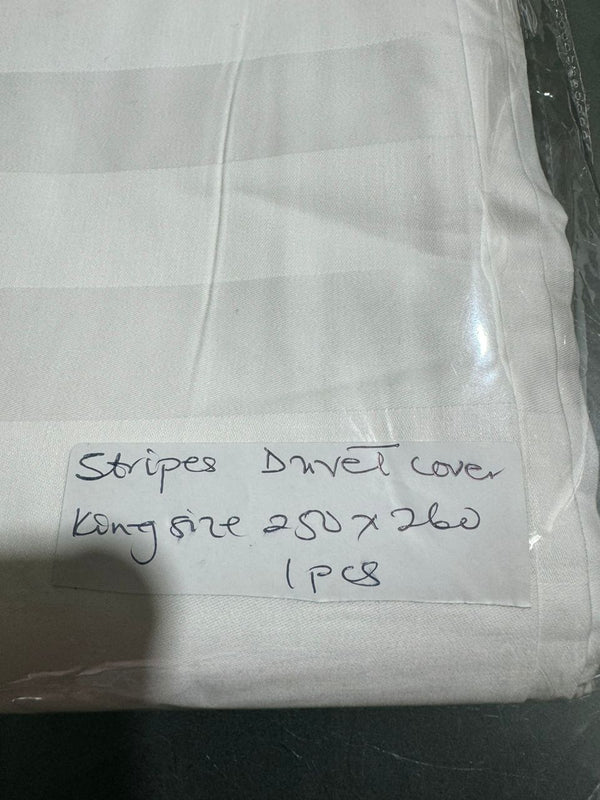 Stripes Duvet cover
King size 250 x 260
1 pcs